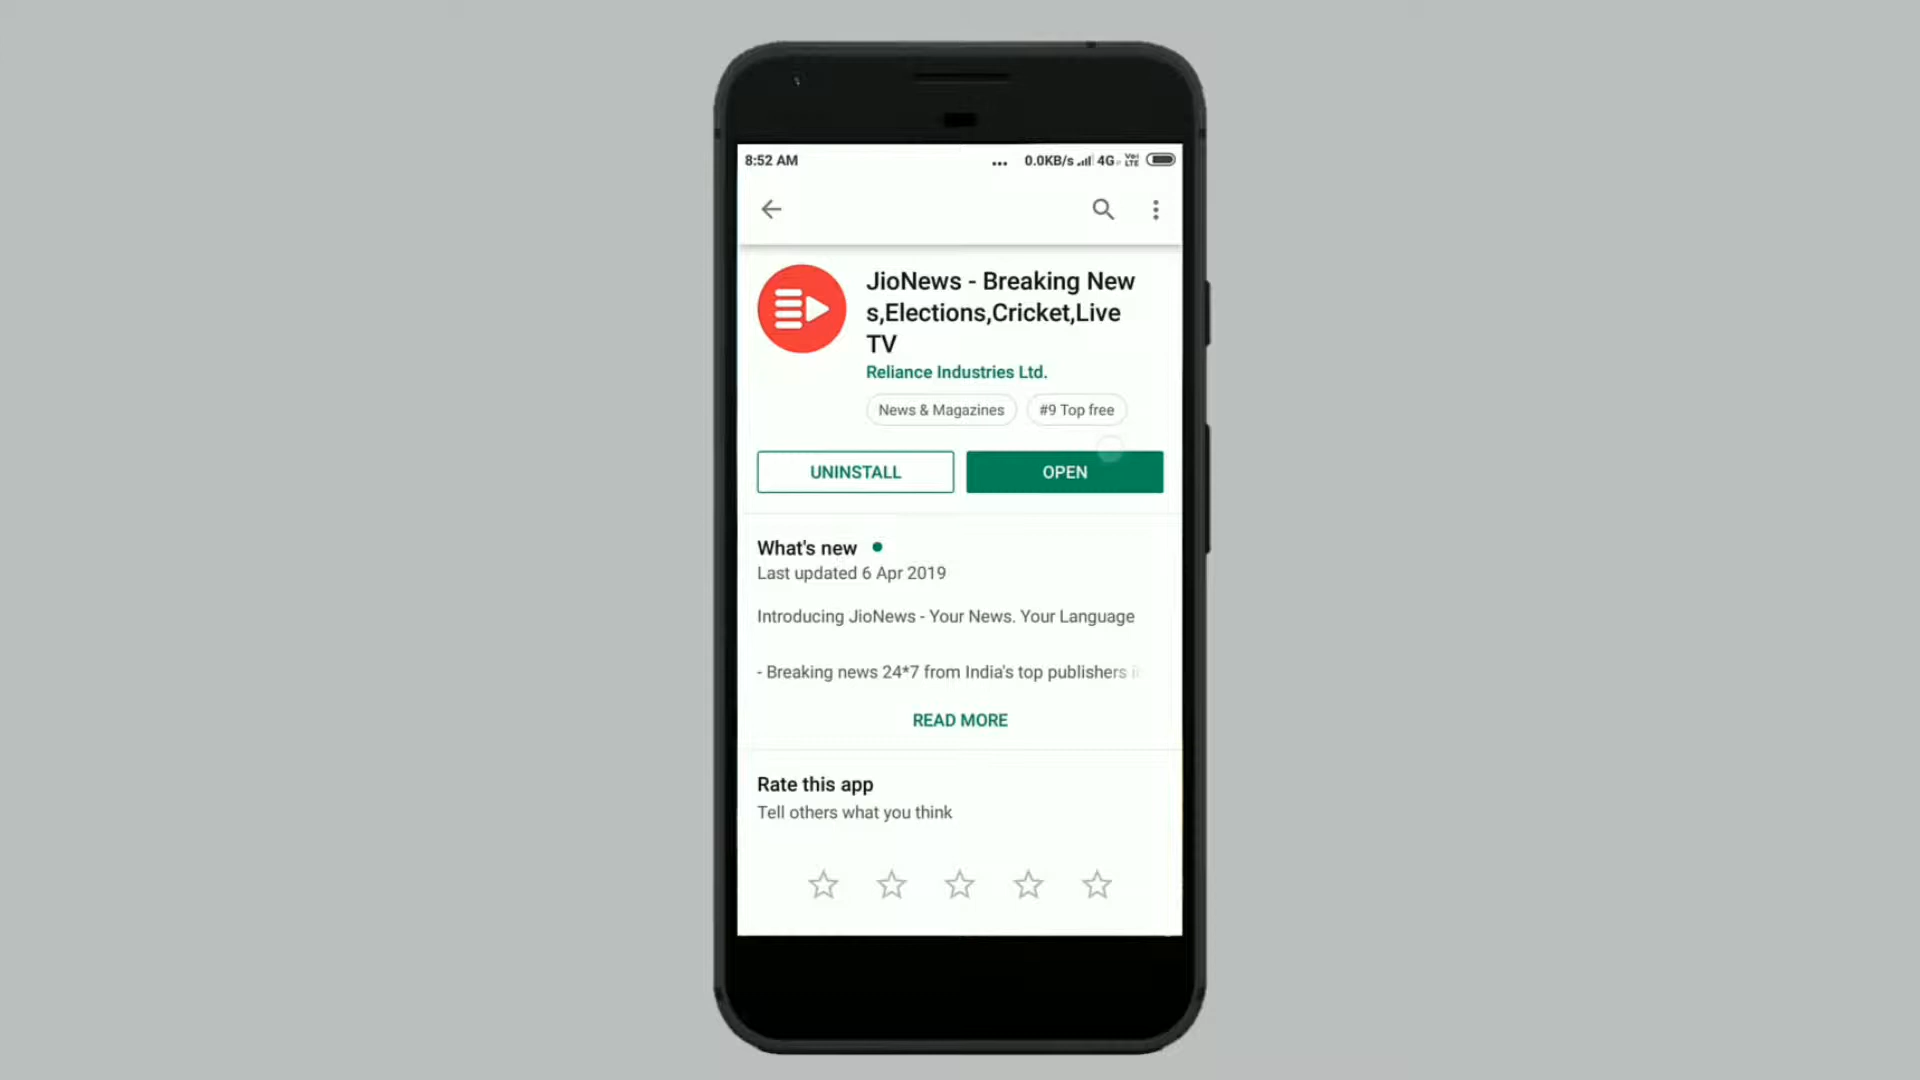 8:52 AM
... 0.0KB/s 4G Vo LTE
JioNews - Breaking New
s,Elections,Cricket,Live
TV
Reliance Industries Ltd.
News & Magazines
#9 Top free
UNINSTALL
OPEN
What's new
Last updated 6 Apr 2019
Introducing JioNews - Your News. Your Language
- Breaking news 24*7 from India's top publishers
READ MORE
Rate this app
Tell others what you think